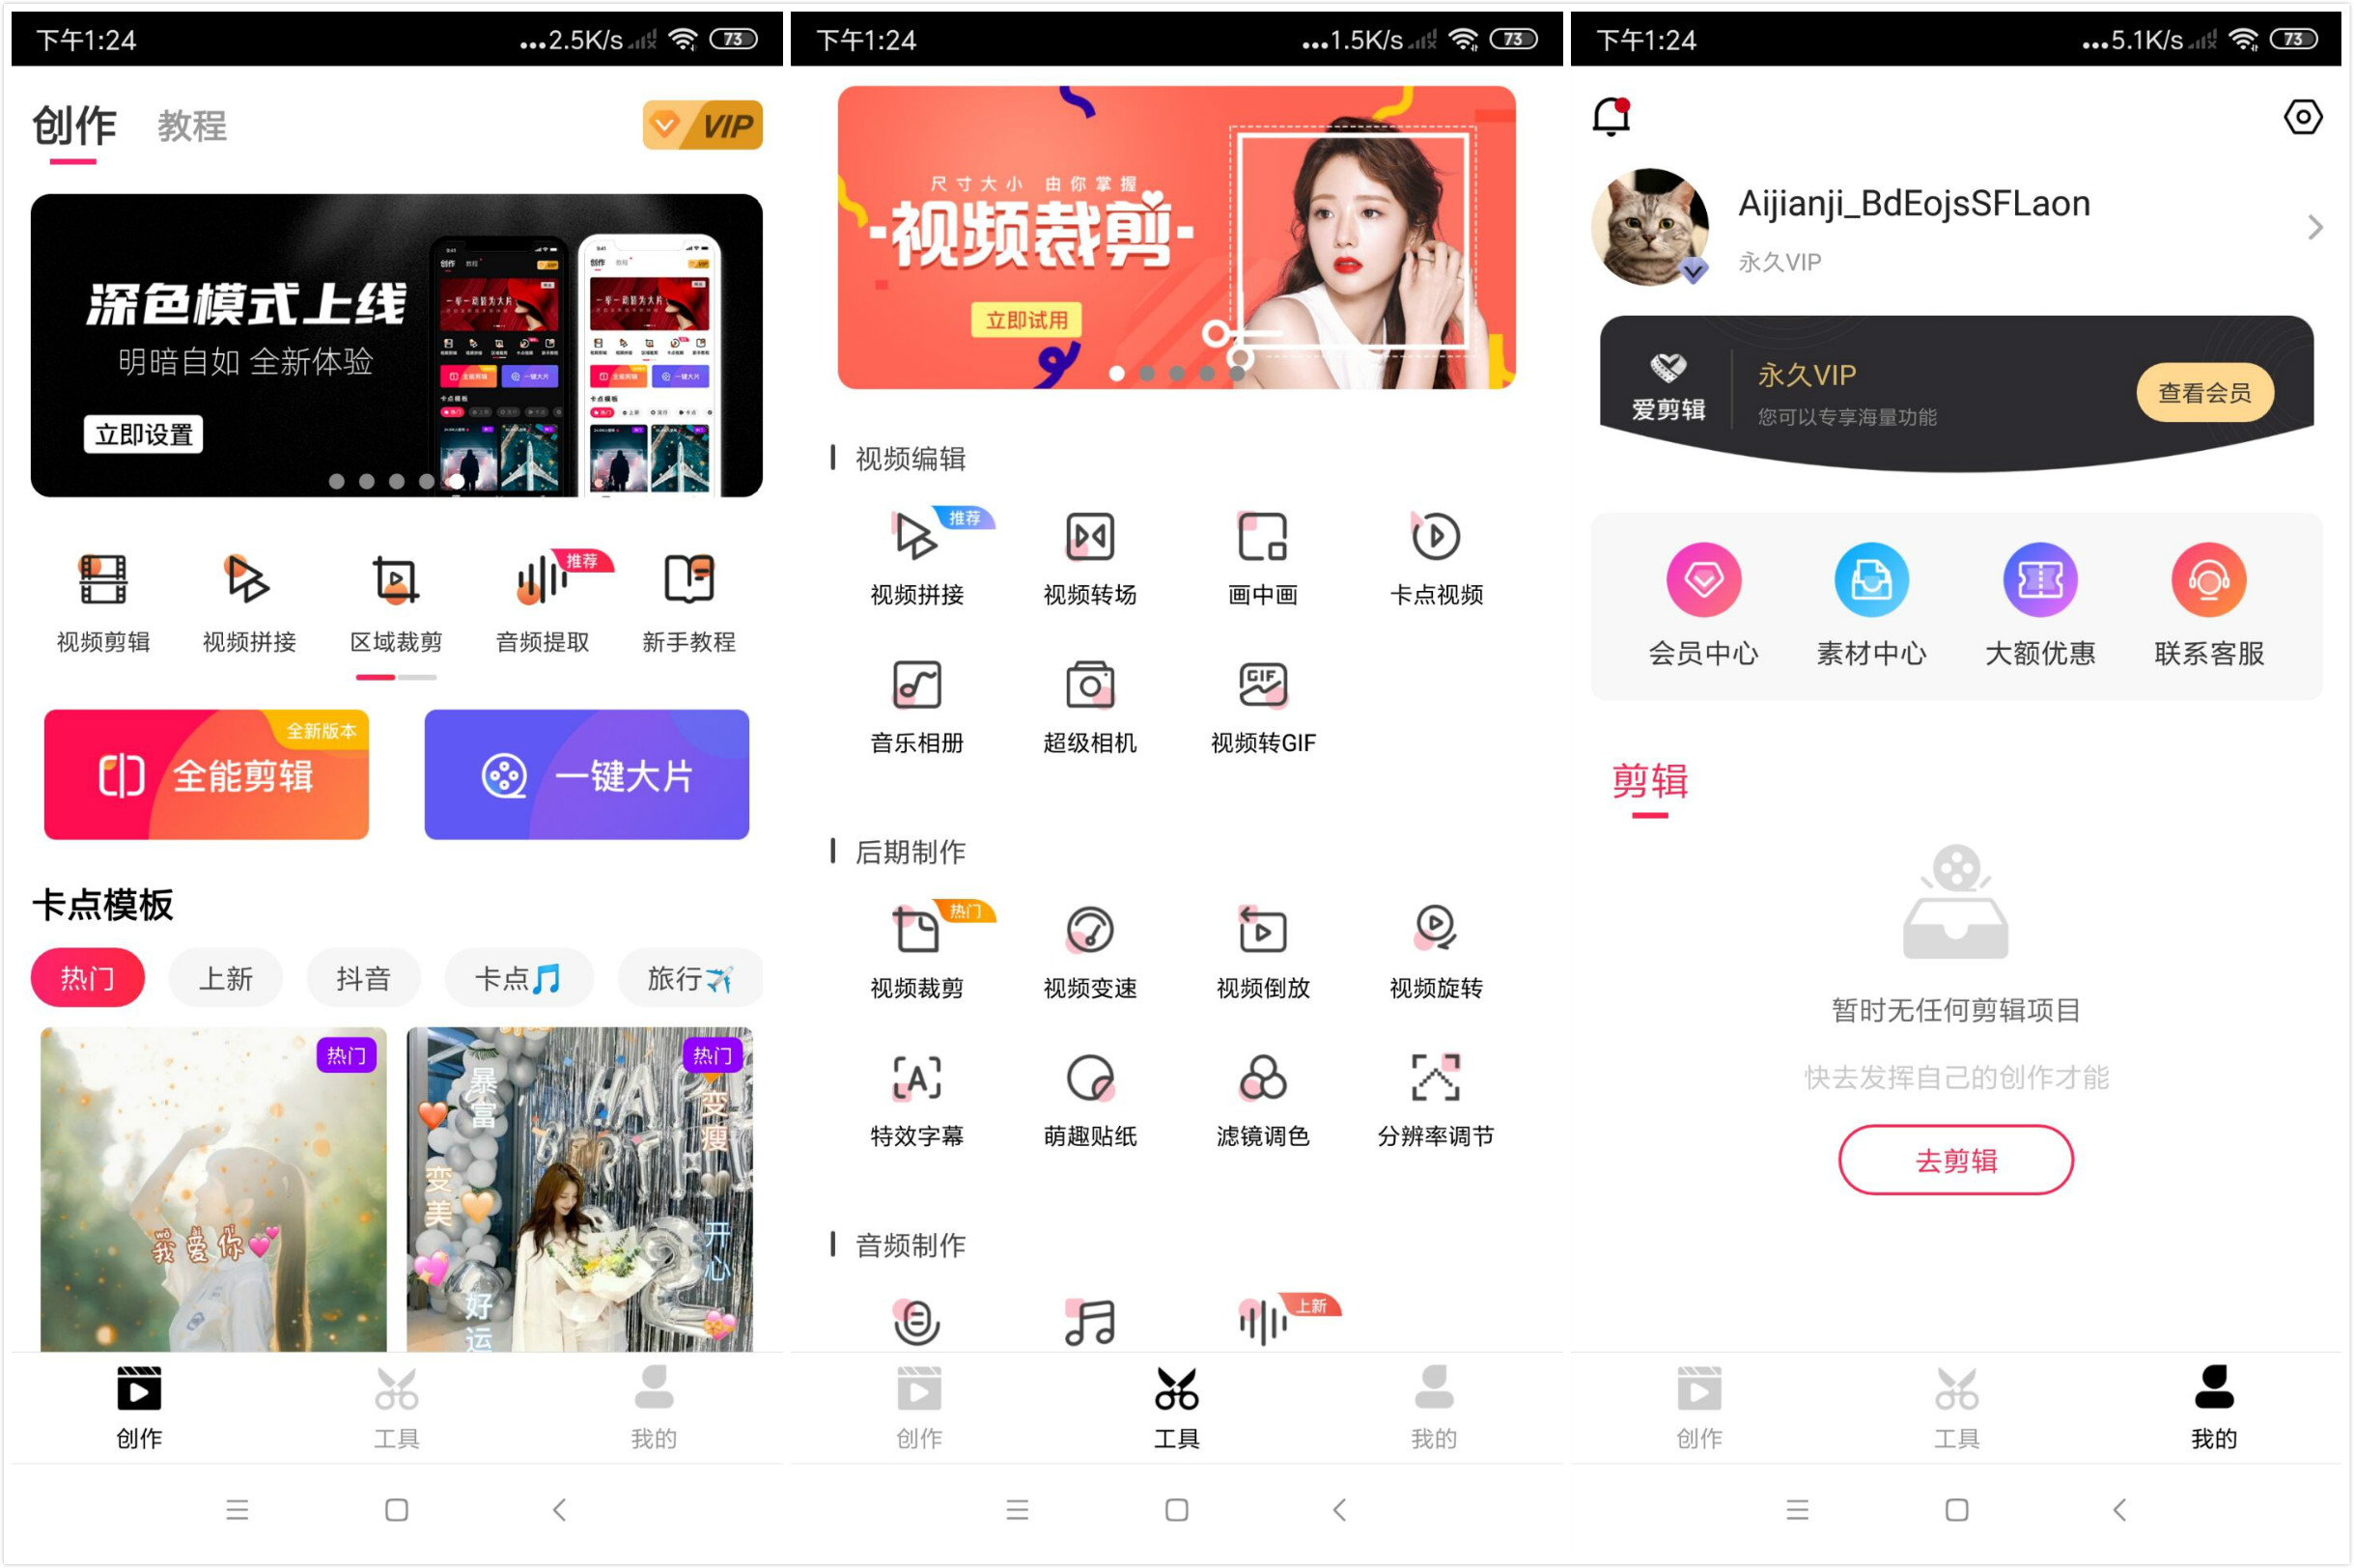 下午1:24
...2.5K/s
73
创作 教程
VIP
深色模式上线
明暗自如 全新体验
立即设置
推荐
视频剪辑 视频拼接 区域裁剪 音频提取 新手教程
全新版本
全能剪辑 一键大片
卡点模板
热门 上新 抖音 卡点🎵 旅行✈️
热门
wǒ ài nǐ
我爱你💕
热门
HAPPY
暴富
变瘦
变美
开心
好运
创作 工具 我的
下午1:24
...1.5K/s
73
尺寸大小 由你掌握
-视频裁剪-
立即试用
视频编辑
推荐
视频拼接 视频转场 画中画 卡点视频
GIF
音乐相册 超级相机 视频转GIF
后期制作
热门
视频裁剪 视频变速 视频倒放 视频旋转
A
特效字幕 萌趣贴纸 滤镜调色 分辨率调节
音频制作
上新
创作 工具 我的
下午1:24
...5.1K/s
73
Aijianji_BdEojsSFLaon
永久VIP
爱剪辑
永久VIP
您可以专享海量功能
查看会员
会员中心 素材中心 大额优惠 联系客服
剪辑
暂时无任何剪辑项目
快去发挥自己的创作才能
去剪辑
创作 工具 我的